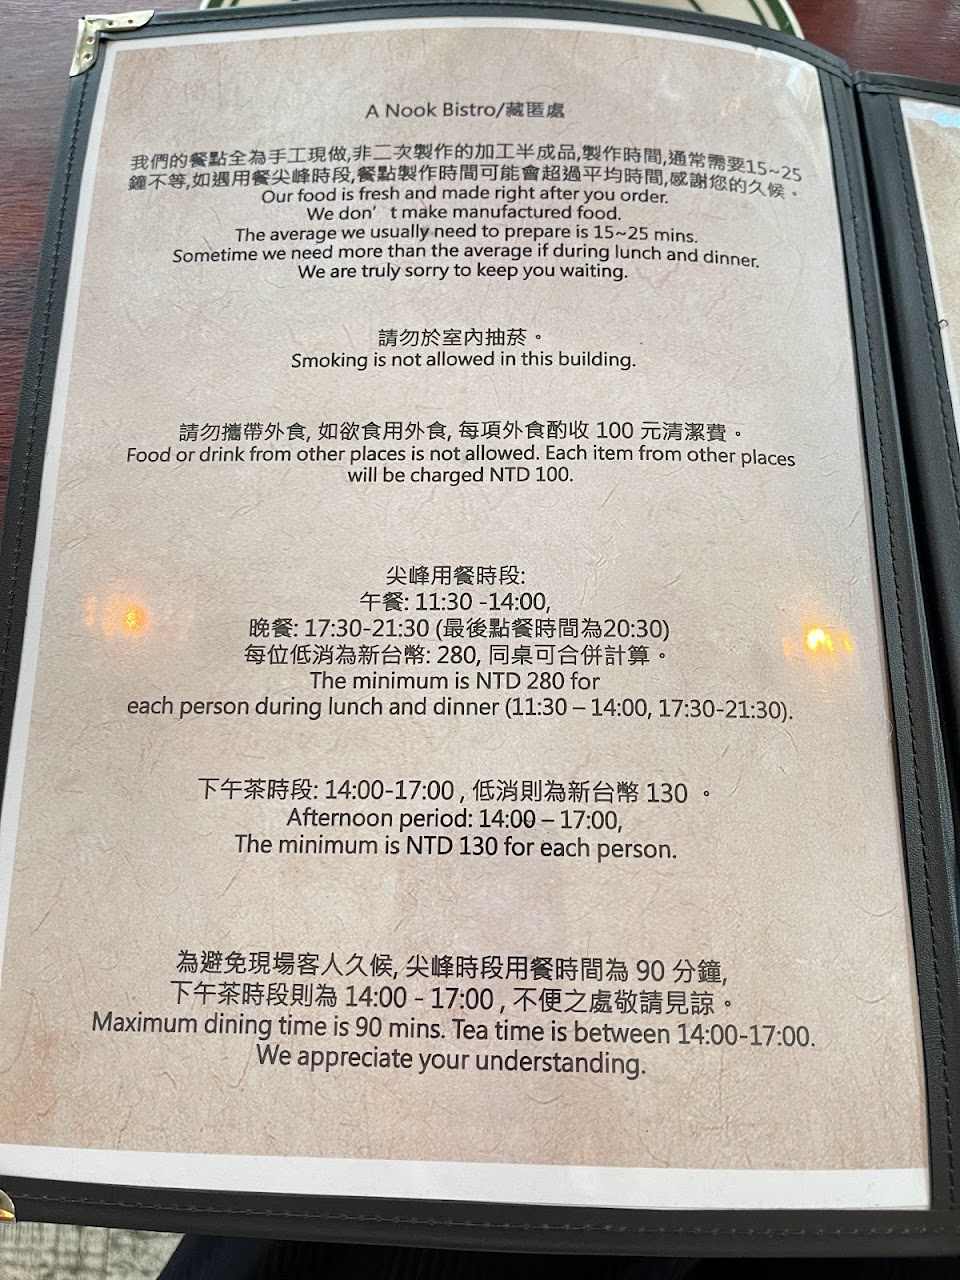 A Nook Bistro/藏匿處
我們的餐點全為手工現做,非二次製作的加工半成品,製作時間,通常需要15~25
鐘不等,如遇用餐尖峰時段,餐點製作時間可能會超過平均時間,感謝您的久候。
Our food is fresh and made right after you order.
We don’t make manufactured food.
The average we usually need to prepare is 15~25 mins.
Sometime we need more than the average if during lunch and dinner.
We are truly sorry to keep you waiting.
請勿於室內抽菸。
Smoking is not allowed in this building.
請勿攜帶外食, 如欲食用外食, 每項外食酌收 100 元清潔費。
Food or drink from other places is not allowed. Each item from other places
will be charged NTD 100.
尖峰用餐時段:
午餐: 11:30 -14:00,
晚餐: 17:30-21:30 (最後點餐時間為20:30)
每位低消為新台幣: 280, 同桌可合併計算。
The minimum is NTD 280 for
each person during lunch and dinner (11:30 – 14:00, 17:30-21:30).
下午茶時段: 14:00-17:00 , 低消則為新台幣 130 。
Afternoon period: 14:00 – 17:00,
The minimum is NTD 130 for each person.
為避免現場客人久候, 尖峰時段用餐時間為 90 分鐘,
下午茶時段則為 14:00 - 17:00 , 不便之處敬請見諒。
Maximum dining time is 90 mins. Tea time is between 14:00-17:00.
We appreciate your understanding.